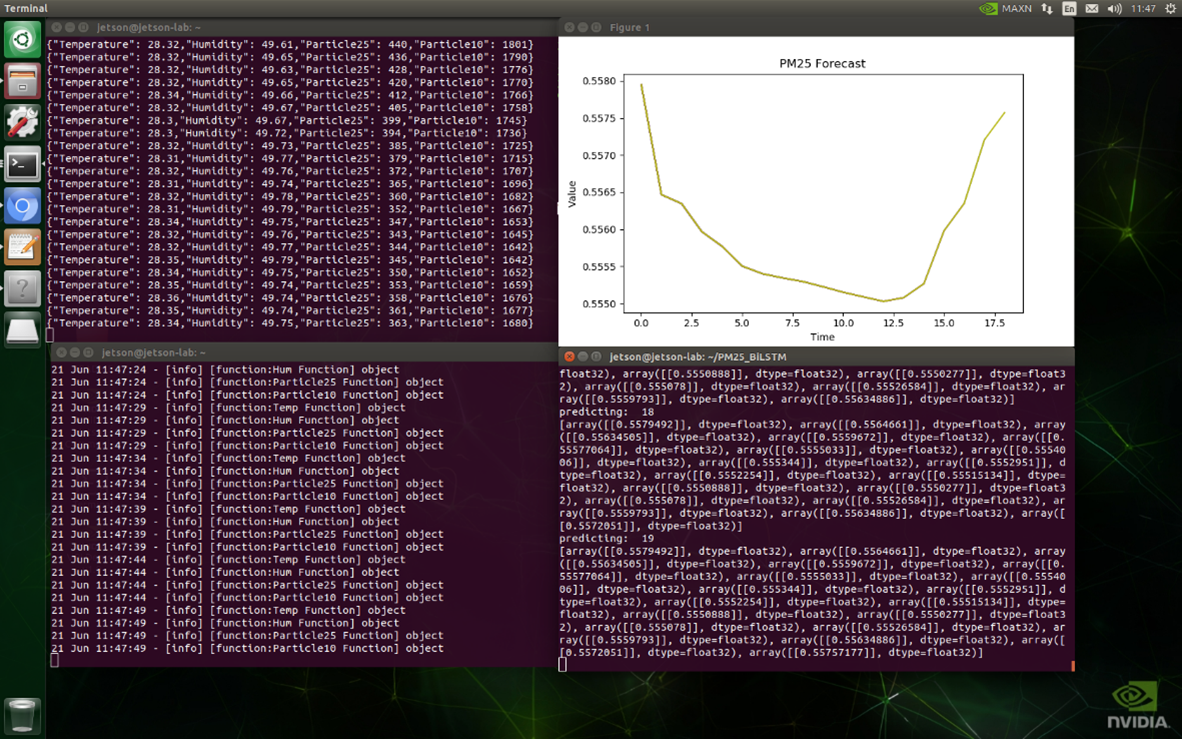 Terminal
MAXN
En
11:47
jetson@jetson-lab: ~
{"Temperature": 28.32,"Humidity": 49.61,"Particle25": 440,"Particle10": 1801}
{"Temperature": 28.32,"Humidity": 49.65,"Particle25": 436,"Particle10": 1790}
{"Temperature": 28.32,"Humidity": 49.63,"Particle25": 428,"Particle10": 1776}
{"Temperature": 28.32,"Humidity": 49.65,"Particle25": 420,"Particle10": 1770}
{"Temperature": 28.34,"Humidity": 49.66,"Particle25": 412,"Particle10": 1766}
{"Temperature": 28.32,"Humidity": 49.67,"Particle25": 405,"Particle10": 1758}
{"Temperature": 28.3,"Humidity": 49.67,"Particle25": 399,"Particle10": 1745}
{"Temperature": 28.3,"Humidity": 49.72,"Particle25": 394,"Particle10": 1736}
{"Temperature": 28.32,"Humidity": 49.73,"Particle25": 385,"Particle10": 1725}
{"Temperature": 28.31,"Humidity": 49.77,"Particle25": 379,"Particle10": 1715}
{"Temperature": 28.32,"Humidity": 49.76,"Particle25": 372,"Particle10": 1707}
{"Temperature": 28.31,"Humidity": 49.74,"Particle25": 365,"Particle10": 1696}
{"Temperature": 28.32,"Humidity": 49.78,"Particle25": 360,"Particle10": 1682}
{"Temperature": 28.31,"Humidity": 49.79,"Particle25": 352,"Particle10": 1667}
{"Temperature": 28.34,"Humidity": 49.75,"Particle25": 347,"Particle10": 1653}
{"Temperature": 28.32,"Humidity": 49.76,"Particle25": 343,"Particle10": 1645}
{"Temperature": 28.32,"Humidity": 49.77,"Particle25": 344,"Particle10": 1642}
{"Temperature": 28.35,"Humidity": 49.79,"Particle25": 345,"Particle10": 1642}
{"Temperature": 28.34,"Humidity": 49.75,"Particle25": 350,"Particle10": 1652}
{"Temperature": 28.35,"Humidity": 49.74,"Particle25": 353,"Particle10": 1659}
{"Temperature": 28.36,"Humidity": 49.74,"Particle25": 358,"Particle10": 1676}
{"Temperature": 28.35,"Humidity": 49.74,"Particle25": 361,"Particle10": 1677}
{"Temperature": 28.34,"Humidity": 49.75,"Particle25": 363,"Particle10": 1680}
Figure 1
PM25 Forecast
0.5580
0.5575
0.5570
0.5565
0.5560
0.5555
0.5550
Value
0.0 2.5 5.0 7.5 10.0 12.5 15.0 17.5
Time
jetson@jetson-lab: ~
21 Jun 11:47:24 - [info] [function:Hum Function] object
21 Jun 11:47:24 - [info] [function:Particle25 Function] object
21 Jun 11:47:24 - [info] [function:Particle10 Function] object
21 Jun 11:47:29 - [info] [function:Temp Function] object
21 Jun 11:47:29 - [info] [function:Hum Function] object
21 Jun 11:47:29 - [info] [function:Particle25 Function] object
21 Jun 11:47:29 - [info] [function:Particle10 Function] object
21 Jun 11:47:34 - [info] [function:Temp Function] object
21 Jun 11:47:34 - [info] [function:Hum Function] object
21 Jun 11:47:34 - [info] [function:Particle25 Function] object
21 Jun 11:47:34 - [info] [function:Particle10 Function] object
21 Jun 11:47:39 - [info] [function:Temp Function] object
21 Jun 11:47:39 - [info] [function:Hum Function] object
21 Jun 11:47:39 - [info] [function:Particle25 Function] object
21 Jun 11:47:39 - [info] [function:Particle10 Function] object
21 Jun 11:47:44 - [info] [function:Temp Function] object
21 Jun 11:47:44 - [info] [function:Hum Function] object
21 Jun 11:47:44 - [info] [function:Particle25 Function] object
21 Jun 11:47:44 - [info] [function:Particle10 Function] object
21 Jun 11:47:49 - [info] [function:Temp Function] object
21 Jun 11:47:49 - [info] [function:Hum Function] object
21 Jun 11:47:49 - [info] [function:Particle25 Function] object
21 Jun 11:47:49 - [info] [function:Particle10 Function] object
jetson@jetson-lab: ~/PM25_BiLSTM
float32), array([[0.5550888]], dtype=float32), array([[0.5550277]], dtype=float3
2), array([[0.555078]], dtype=float32), array([[0.55526584]], dtype=float32), ar
ray([[0.5559793]], dtype=float32), array([[0.55634886]], dtype=float32)]
predicting:  18
[array([[0.5579492]], dtype=float32), array([[0.5564661]], dtype=float32), array
([[0.55634505]], dtype=float32), array([[0.5559672]], dtype=float32), array([[0.
55577064]], dtype=float32), array([[0.5555033]], dtype=float32), array([[0.55540
06]], dtype=float32), array([[0.555344]], dtype=float32), array([[0.5552951]], d
type=float32), array([[0.5552254]], dtype=float32), array([[0.55515134]], dtype=
float32), array([[0.5550888]], dtype=float32), array([[0.5550277]], dtype=float3
2), array([[0.555078]], dtype=float32), array([[0.55526584]], dtype=float32), ar
ray([[0.5559793]], dtype=float32), array([[0.55634886]], dtype=float32), array([
[0.5572051]], dtype=float32)]
predicting:  19
[array([[0.5579492]], dtype=float32), array([[0.5564661]], dtype=float32), array
([[0.55634505]], dtype=float32), array([[0.5559672]], dtype=float32), array([[0.
55577064]], dtype=float32), array([[0.5555033]], dtype=float32), array([[0.55540
06]], dtype=float32), array([[0.555344]], dtype=float32), array([[0.5552951]], d
type=float32), array([[0.5552254]], dtype=float32), array([[0.55515134]], dtype=
float32), array([[0.5550888]], dtype=float32), array([[0.5550277]], dtype=float3
2), array([[0.555078]], dtype=float32), array([[0.55526584]], dtype=float32), ar
ray([[0.5559793]], dtype=float32), array([[0.55634886]], dtype=float32), array([
[0.5572051]], dtype=float32), array([[0.55757177]], dtype=float32)]
NVIDIA.